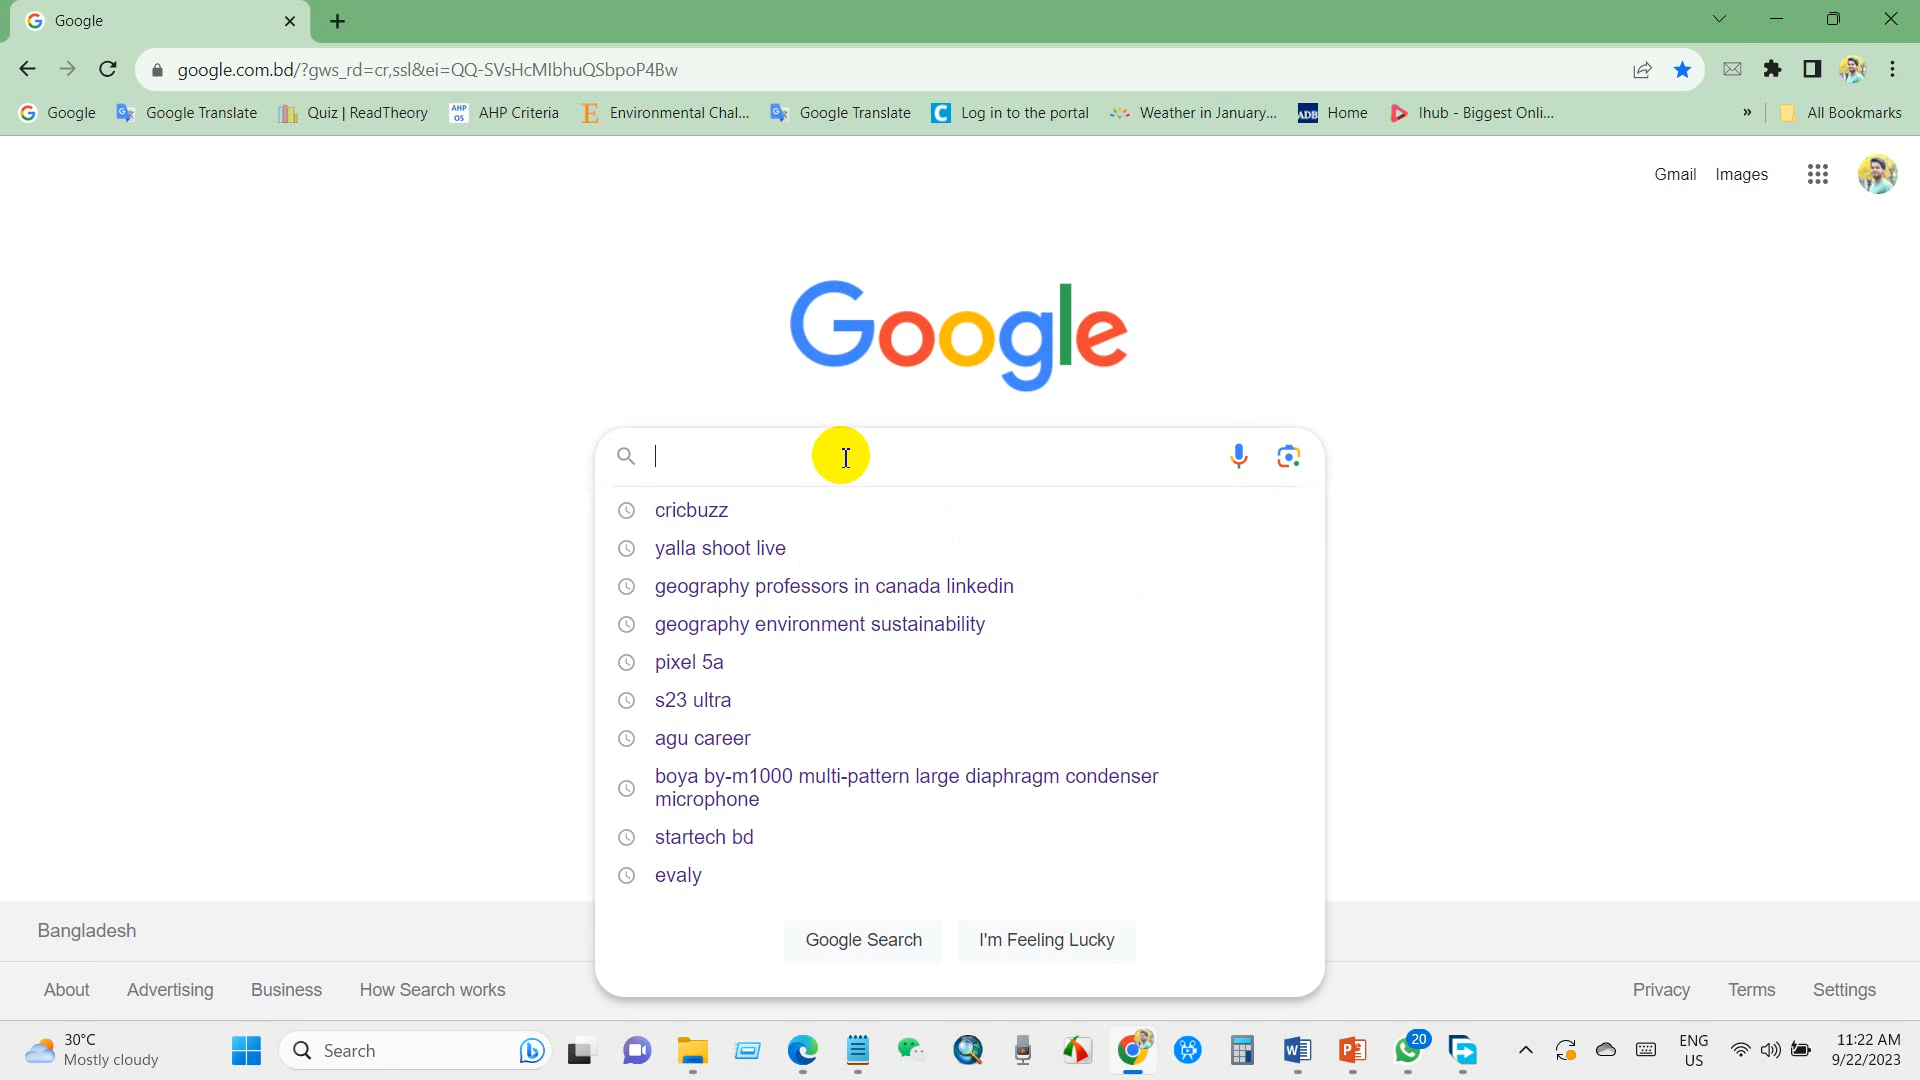 Google
google.com.bd/?gws_rd=cr,ssl&ei=QQ-SVsHcMIbhuQSbpoP4Bw
Google Google Translate Quiz | ReadTheory AHP OS AHP Criteria Environmental Chal... Google Translate Log in to the portal Weather in January,... ADB Home Ihub - Biggest Onli... » All Bookmarks
Gmail Images
Google
cricbuzz
yalla shoot live
geography professors in canada linkedin
geography environment sustainability
pixel 5a
s23 ultra
agu career
boya by-m1000 multi-pattern large diaphragm condenser
microphone
startech bd
evaly
Google Search I'm Feeling Lucky
Bangladesh
About Advertising Business How Search works Privacy Terms Settings
30°C
Mostly cloudy
Search
20
ENG
US
11:22 AM
9/22/2023